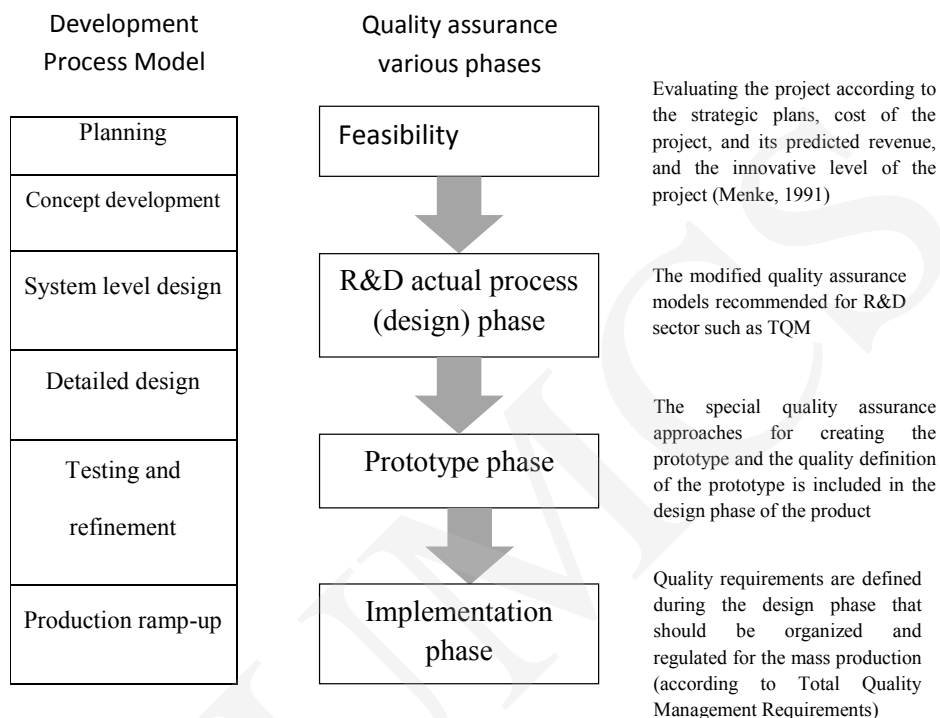 Development
Process Model
Planning
Concept development
System level design
Detailed design
Testing and
refinement
Production ramp-up
Quality assurance
various phases
Feasibility
R&D actual process
(design) phase
Prototype phase
Implementation
phase
Evaluating the project according to
the strategic plans, cost of the
project, and its predicted revenue,
and the innovative level of the
project (Menke, 1991)
The modified quality assurance
models recommended for R&D
sector such as TQM
The special quality assurance
approaches for creating the
prototype and the quality definition
of the prototype is included in the
design phase of the product
Quality requirements are defined
during the design phase that
should be organized and
regulated for the mass production
(according to Total Quality
Management Requirements)
UMCS